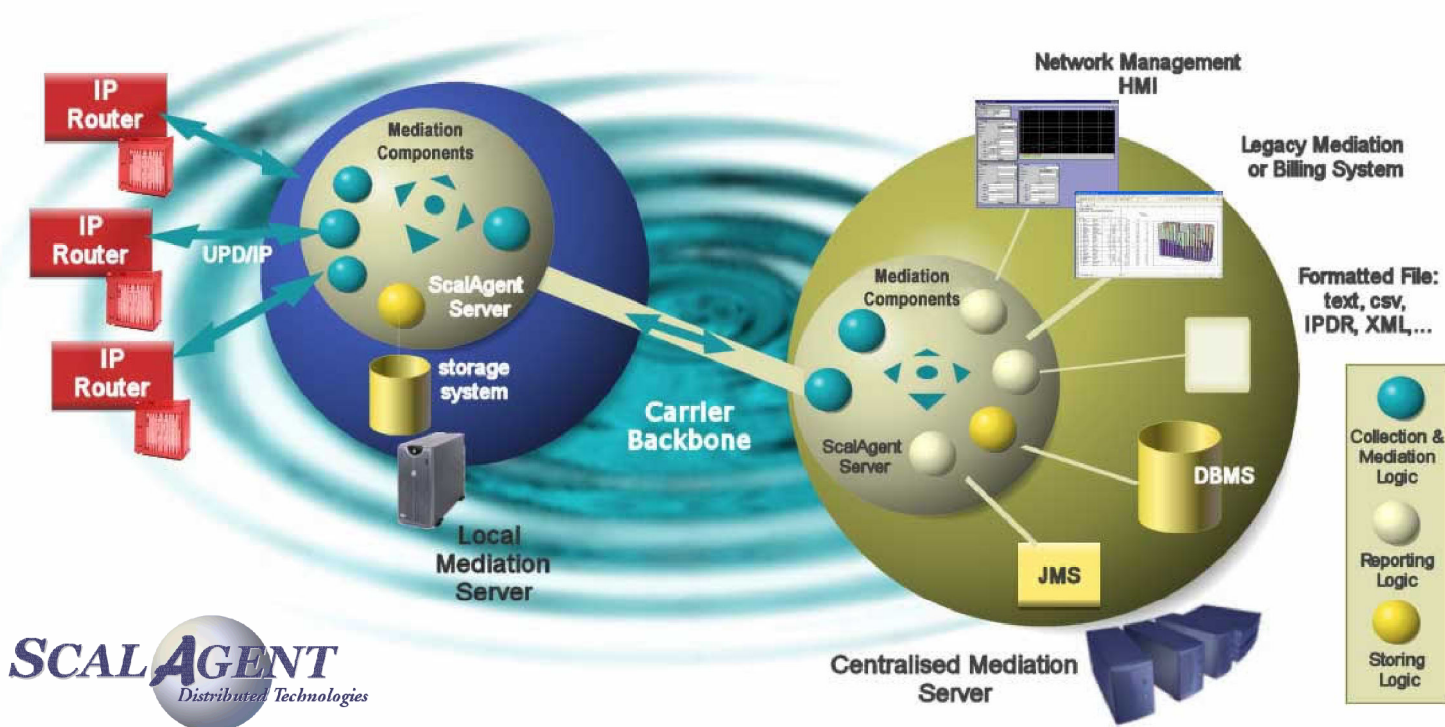 IP
Router
IP
Router
IP
Router
UPD/IP
Mediation
Components
ScalAgent
Server
storage
system
Local
Mediation
Server
Carrier
Backbone
Network Management
HMI
Legacy Mediation
or Billing System
Formatted File:
text, csv,
IPDR, XML,...
Mediation
Components
ScalAgent
Server
DBMS
JMS
Centralised Mediation
Server
Collection &
Mediation
Logic
Reporting
Logic
Storing
Logic
SCALAGENT
Distributed Technologies